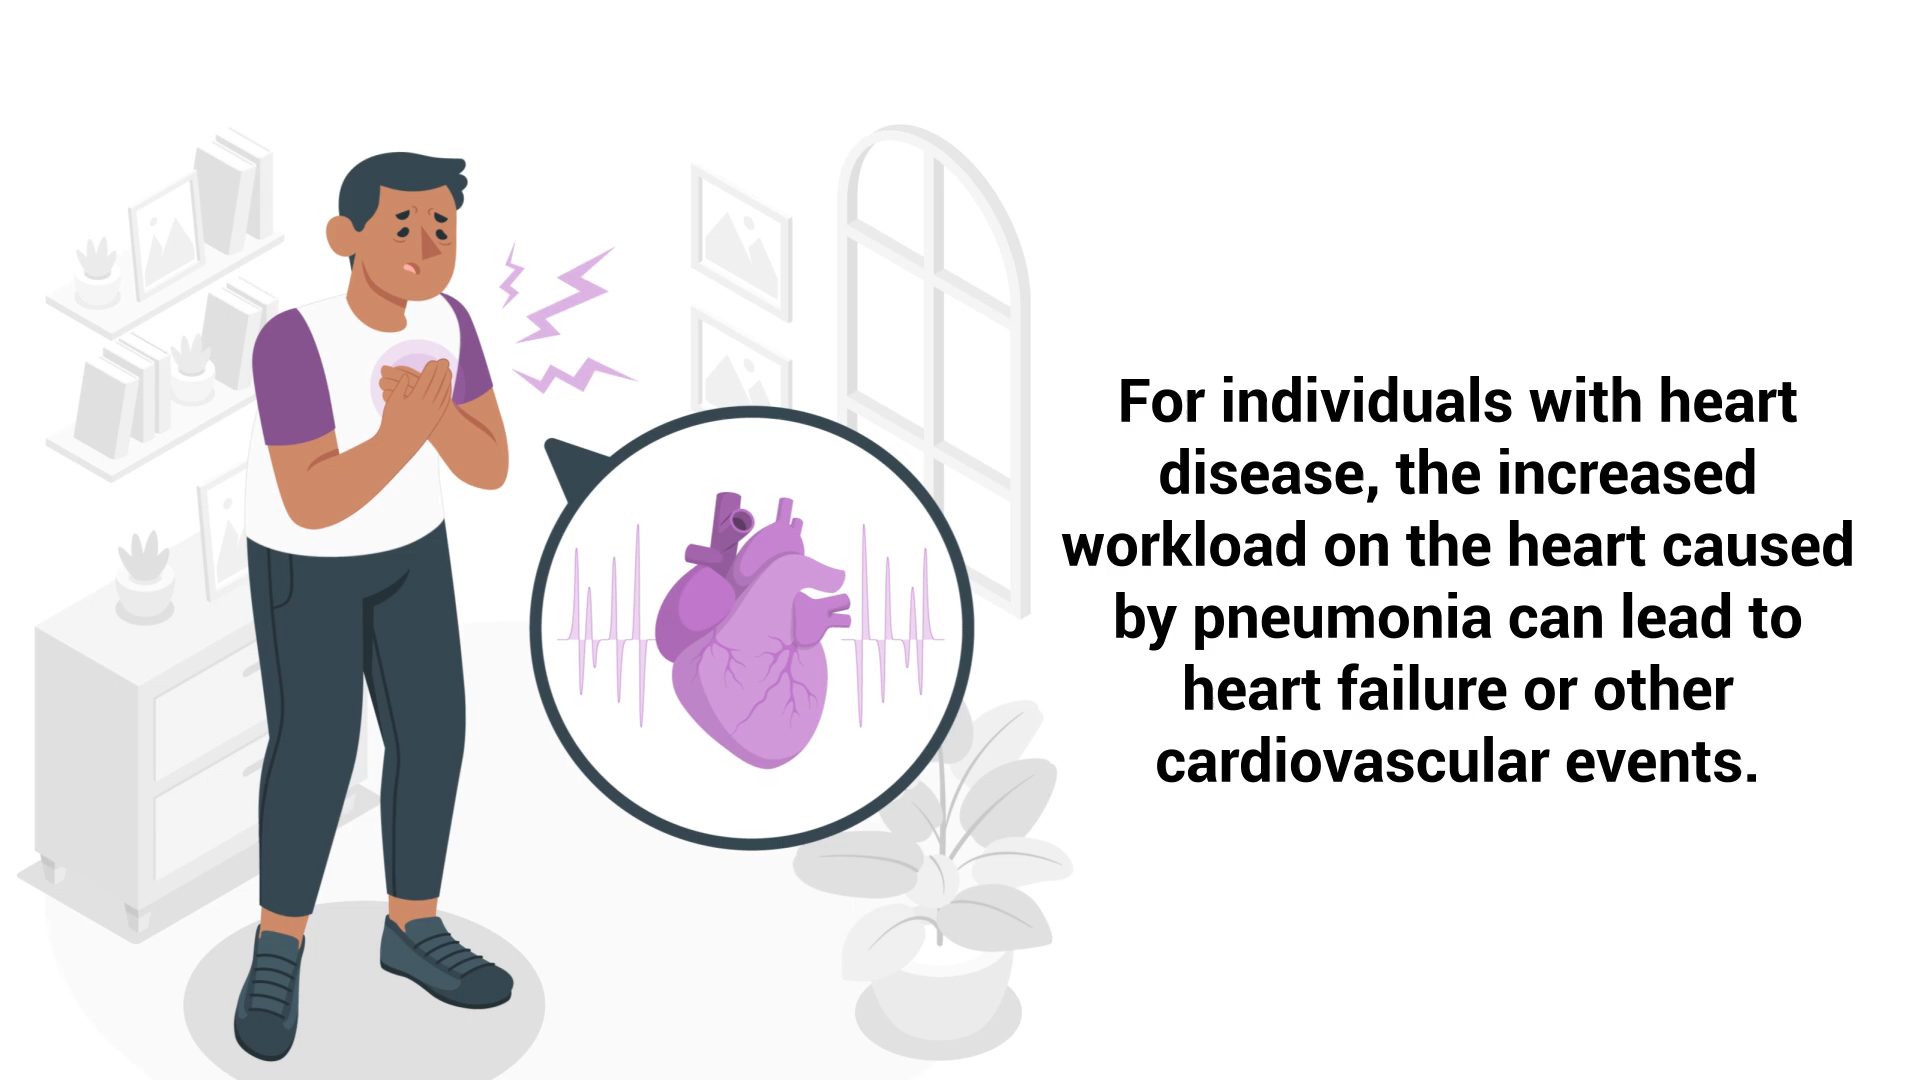 For individuals with heart
disease, the increased
workload on the heart caused
by pneumonia can lead to
heart failure or other
cardiovascular events.